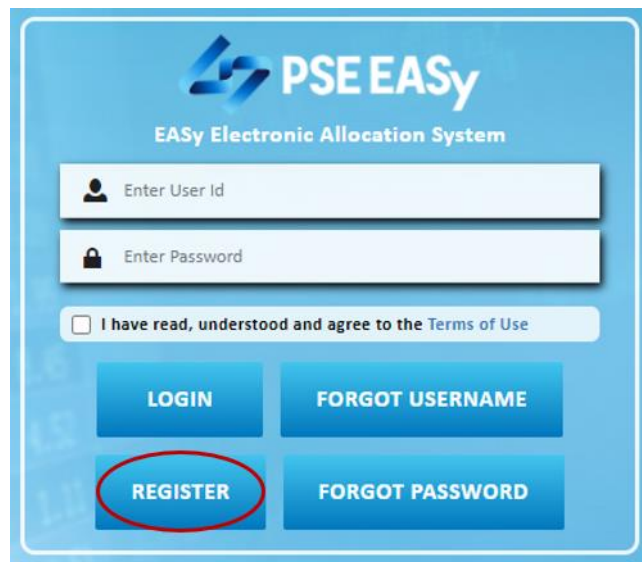 PSE EASy
EASy Electronic Allocation System
Enter User Id
Enter Password
I have read, understood and agree to the Terms of Use
LOGIN
FORGOT USERNAME
REGISTER
FORGOT PASSWORD